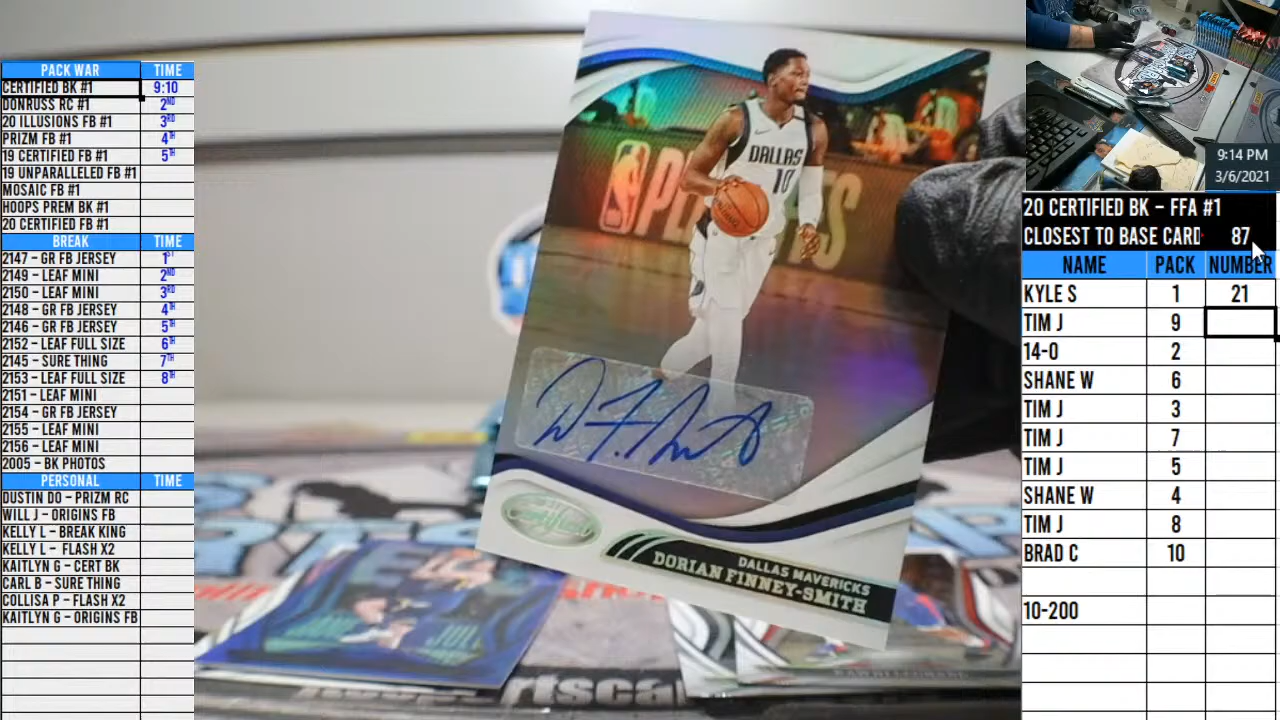 PACK WAR TIME
CERTIFIED BK #1 9:10
DONRUSS RC #1 2ND
20 ILLUSIONS FB #1 3RD
PRIZM FB #1 4TH
19 CERTIFIED FB #1 5TH
19 UNPARALLELED FB #1
MOSAIC FB #1
HOOPS PREM BK #1
20 CERTIFIED FB #1
BREAK TIME
2147 – GR FB JERSEY 1ST
2149 – LEAF MINI 2ND
2150 – LEAF MINI 3RD
2148 – GR FB JERSEY 4TH
2146 – GR FB JERSEY 5TH
2152 – LEAF FULL SIZE 6TH
2145 – SURE THING 7TH
2153 – LEAF FULL SIZE 8TH
2151 – LEAF MINI
2154 – GR FB JERSEY
2155 – LEAF MINI
2156 – LEAF MINI
2005 – BK PHOTOS
PERSONAL TIME
DUSTIN DO – PRIZM RC
WILL J – ORIGINS FB
KELLY L – BREAK KING
KELLY L – FLASH X2
KAITLYN G – CERT BK
CARL B – SURE THING
COLLISA P – FLASH X2
KAITLYN G – ORIGINS FB
NBA
DALLAS
10
Certified
DALLAS MAVERICKS
DORIAN FINNEY-SMITH
9:14 PM
3/6/2021
20 CERTIFIED BK – FFA #1
CLOSEST TO BASE CARD 87
NAME PACK NUMBER
KYLE S 1 21
TIM J 9
14-0 2
SHANE W 6
TIM J 3
TIM J 7
TIM J 5
SHANE W 4
TIM J 8
BRAD C 10
10-200